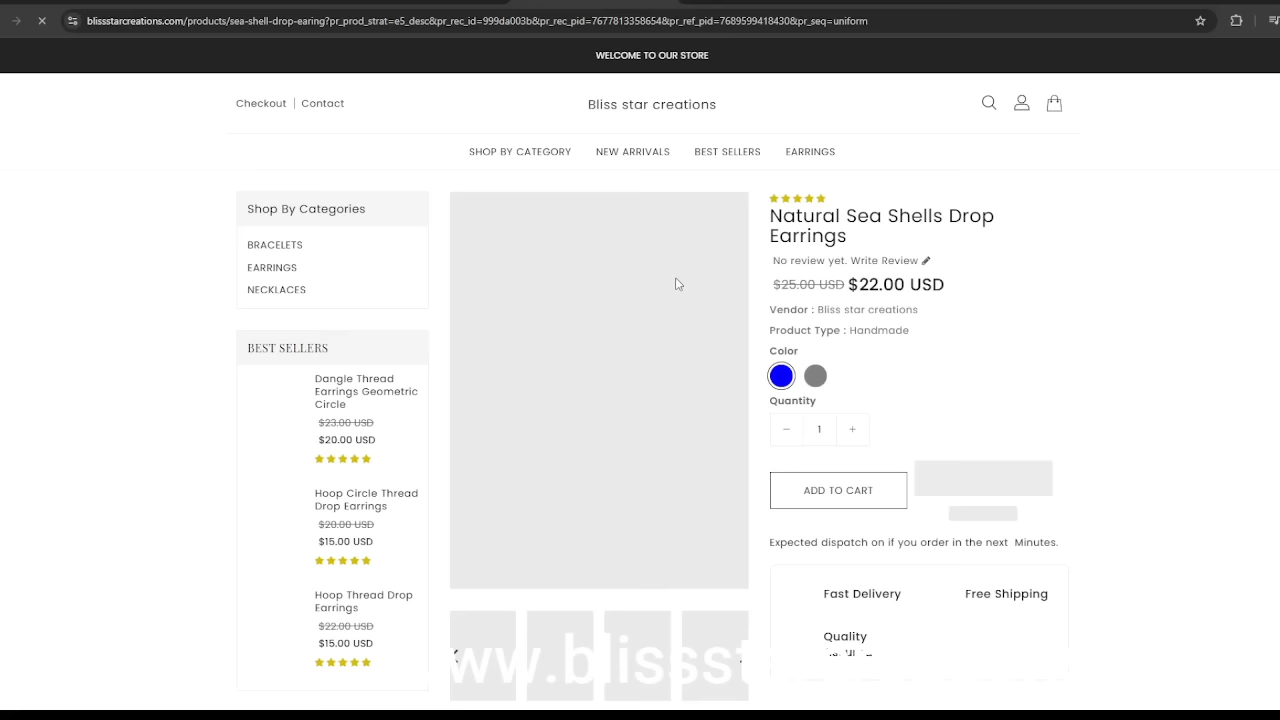 blissstarcreations.com/products/sea-shell-drop-earing?pr_prod_strat=e5_desc&pr_rec_id=999da003b&pr_rec_pid=7677813358654&pr_ref_pid=7689599418430&pr_seq=uniform
WELCOME TO OUR STORE
Checkout | Contact
Bliss star creations
SHOP BY CATEGORY
NEW ARRIVALS
BEST SELLERS
EARRINGS
Shop By Categories
BRACELETS
EARRINGS
NECKLACES
BEST SELLERS
Dangle Thread
Earrings Geometric
Circle
$23.00 USD
$20.00 USD
Hoop Circle Thread
Drop Earrings
$20.00 USD
$15.00 USD
Hoop Thread Drop
Earrings
$22.00 USD
$15.00 USD
Natural Sea Shells Drop
Earrings
No review yet. Write Review
$25.00 USD $22.00 USD
Vendor : Bliss star creations
Product Type : Handmade
Color
Quantity
− 1 +
ADD TO CART
Expected dispatch on if you order in the next Minutes.
Fast Delivery
Free Shipping
Quality